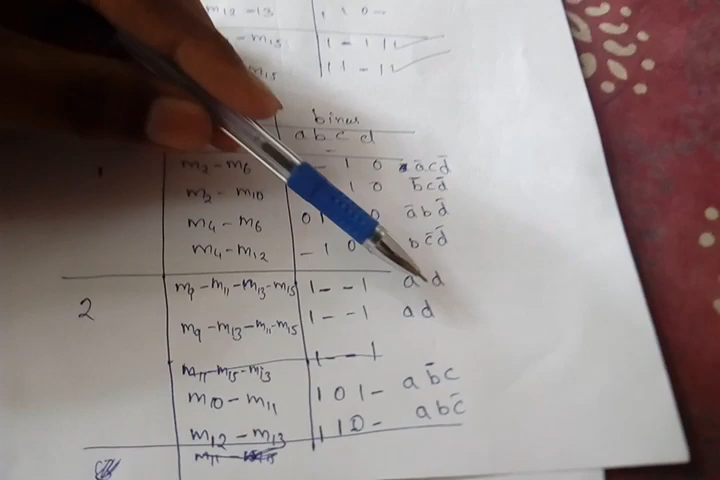 m12 - 13 1 1 0 -
- m15 1 - 1 1
m15 1 1 - 1
binar
a b c d
1 m2 - m6 - 1 0 ā c d̄
m2 - m10 1 0 b̄ c d̄
m4 - m6 0 1 0 ā b d̄
m4 - m12 - 1 0 b c̄ d̄
2 m9 - m11 - m13 - m15 1 - - 1 a d
m9 - m13 - m11 - m15 1 - - 1 a d
m11 m15 - m13 1 - - 1
m10 - m11 1 0 1 - a b̄ c
m12 - m13 1 1 0 - a b c̄
m11 -